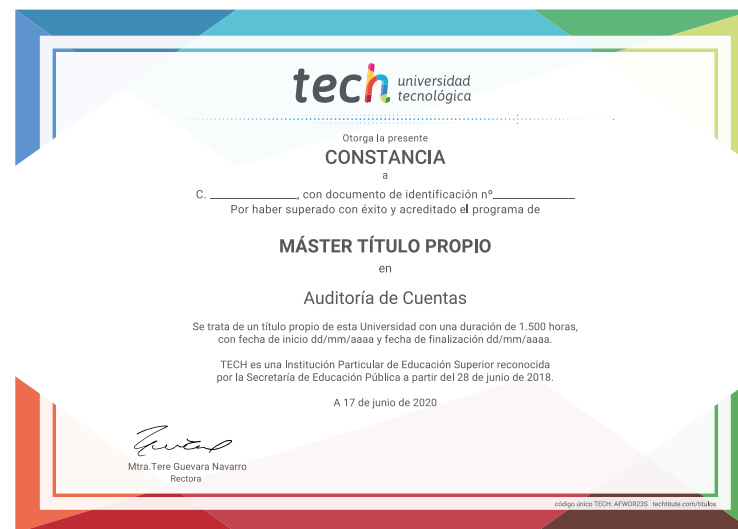 tech universidad
tecnológica
Otorga la presente
CONSTANCIA
a
C. ______________, con documento de identificación nº______________
Por haber superado con éxito y acreditado el programa de
MÁSTER TÍTULO PROPIO
en
Auditoría de Cuentas
Se trata de un título propio de esta Universidad con una duración de 1.500 horas,
con fecha de inicio dd/mm/aaaa y fecha de finalización dd/mm/aaaa.
TECH es una Institución Particular de Educación Superior reconocida
por la Secretaría de Educación Pública a partir del 28 de junio de 2018.
A 17 de junio de 2020
Mtra.Tere Guevara Navarro
Rectora
código único TECH: AFWOR23S techtitute.com/titulos